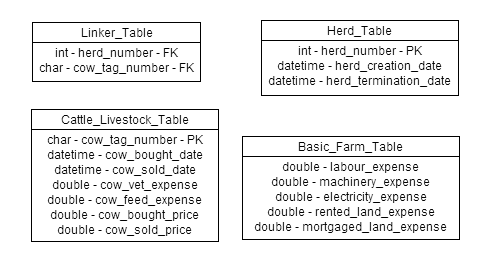 Linker_Table
int - herd_number - FK
char - cow_tag_number - FK
Herd_Table
int - herd_number - PK
datetime - herd_creation_date
datetime - herd_termination_date
Cattle_Livestock_Table
char - cow_tag_number - PK
datetime - cow_bought_date
datetime - cow_sold_date
double - cow_vet_expense
double - cow_feed_expense
double - cow_bought_price
double - cow_sold_price
Basic_Farm_Table
double - labour_expense
double - machinery_expense
double - electricity_expense
double - rented_land_expense
double - mortgaged_land_expense